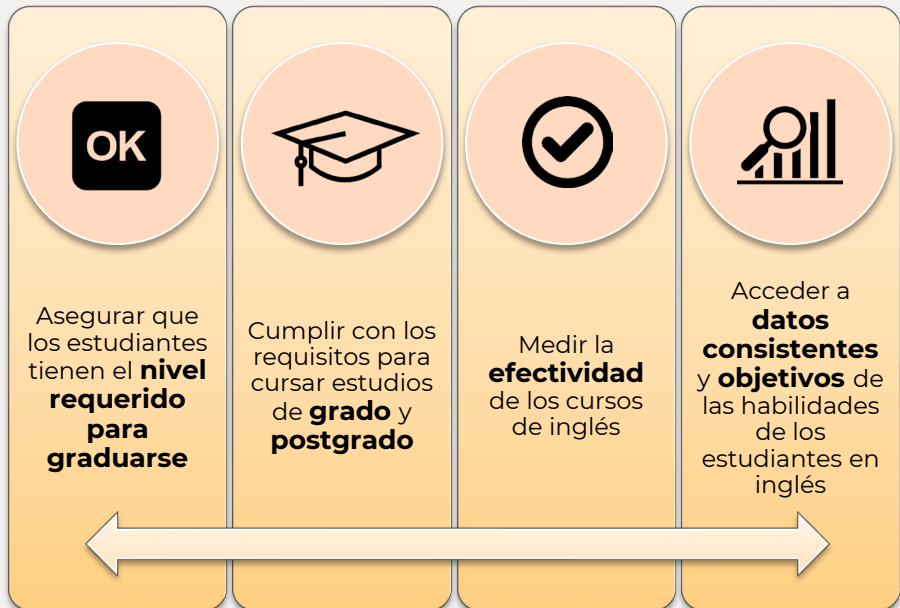 OK
Asegurar que
los estudiantes
tienen el nivel
requerido
para
graduarse
Cumplir con los
requisitos para
cursar estudios
de grado y
postgrado
Medir la
efectividad
de los cursos
de inglés
Acceder a
datos
consistentes
y objetivos de
las habilidades
de los
estudiantes en
inglés